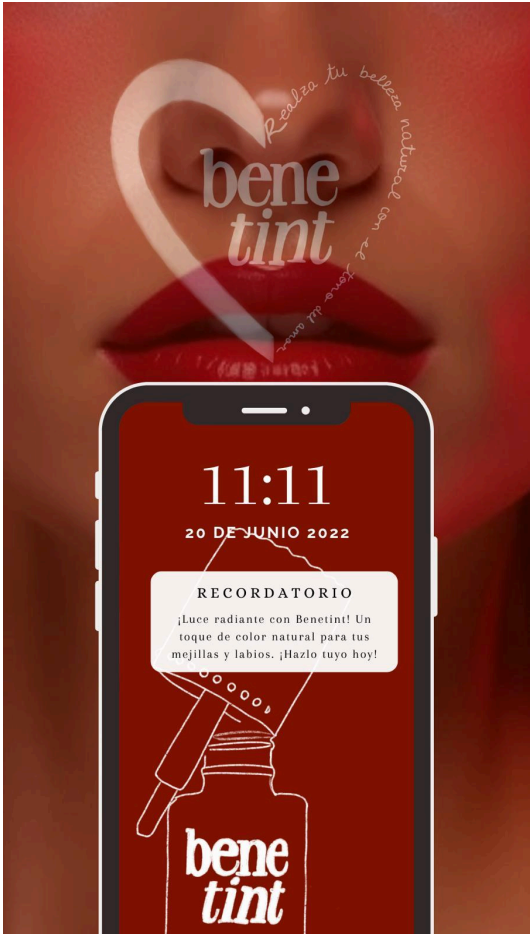 Realza tu belleza natural con el tono del amor
bene
tint
11:11
20 DE JUNIO 2022
RECORDATORIO
¡Luce radiante con Benetint! Un
toque de color natural para tus
mejillas y labios. ¡Hazlo tuyo hoy!
bene
tint